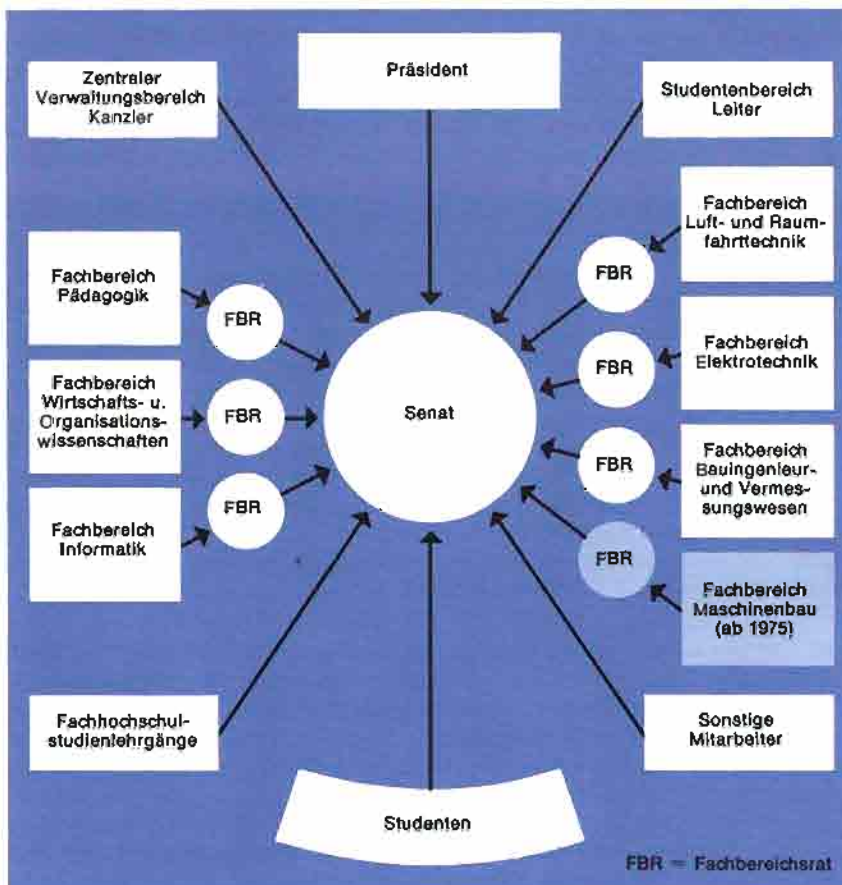 Zentraler
Verwaltungsbereich
Kanzler
Präsident
Studentenbereich
Leiter
Fachbereich
Pädagogik
FBR
Fachbereich
Wirtschafts- u.
Organisations-
wissenschaften
FBR
Fachbereich
Informatik
FBR
Senat
FBR
Fachbereich
Luft- und Raum-
fahrttechnik
FBR
Fachbereich
Elektrotechnik
FBR
Fachbereich
Bauingenieur-
und Vermes-
sungswesen
FBR
Fachbereich
Maschinenbau
(ab 1975)
Fachhochschul-
studienlehrgänge
Studenten
Sonstige
Mitarbeiter
FBR = Fachbereichsrat